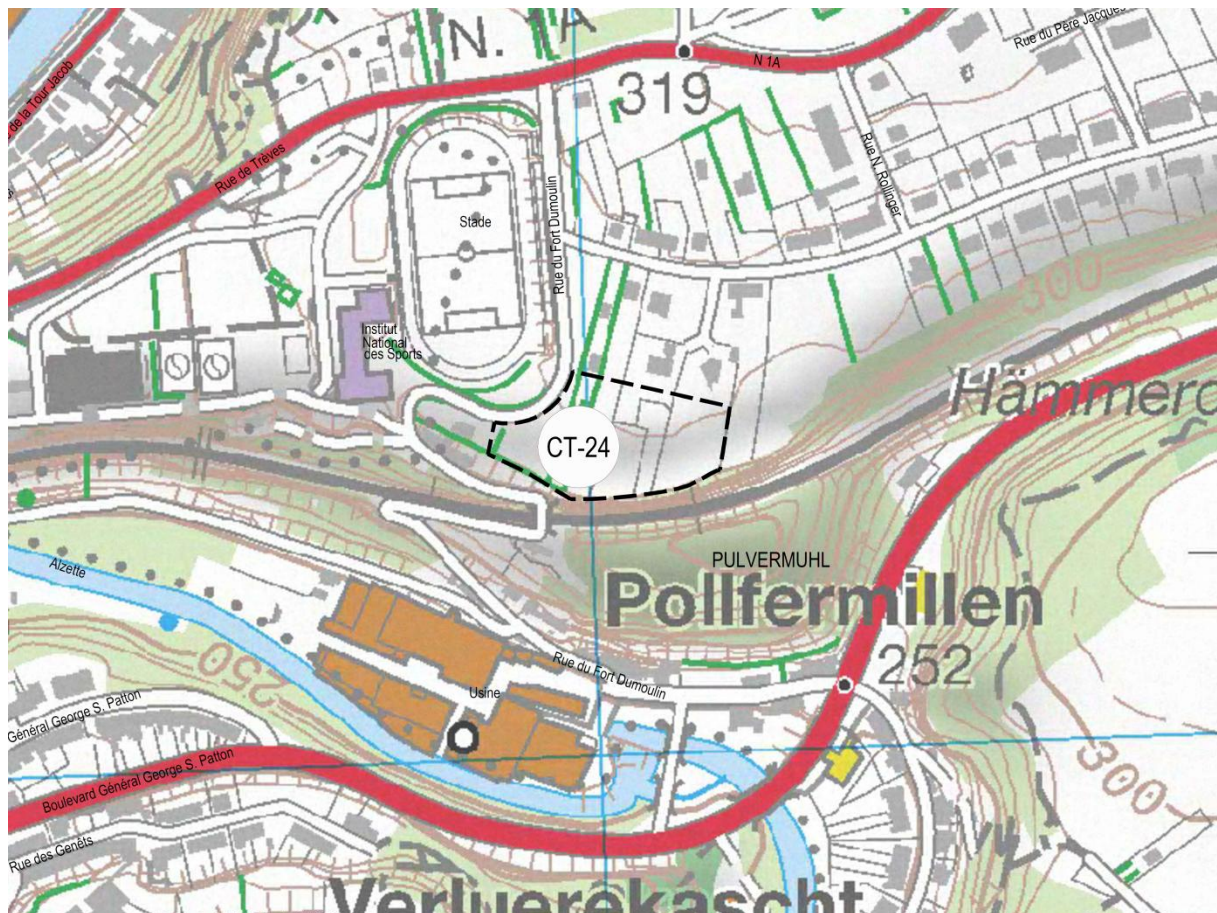 N. 1A
Rue du Père Jacques
N 1A
319
de la Tour Jacob
Rue de Trèves
Rue N. Rollinger
Stade
Rue du Fort Dumoulin
300
Institut
National
des Sports
Hämmerd
CT-24
PULVERMUHL
Pollfermillen
Alzette
250
Rue du Fort Dumoulin
252
Usine
Général George S. Patton
Boulevard Général George S. Patton
300
Rue des Genêts
Verluerekascht